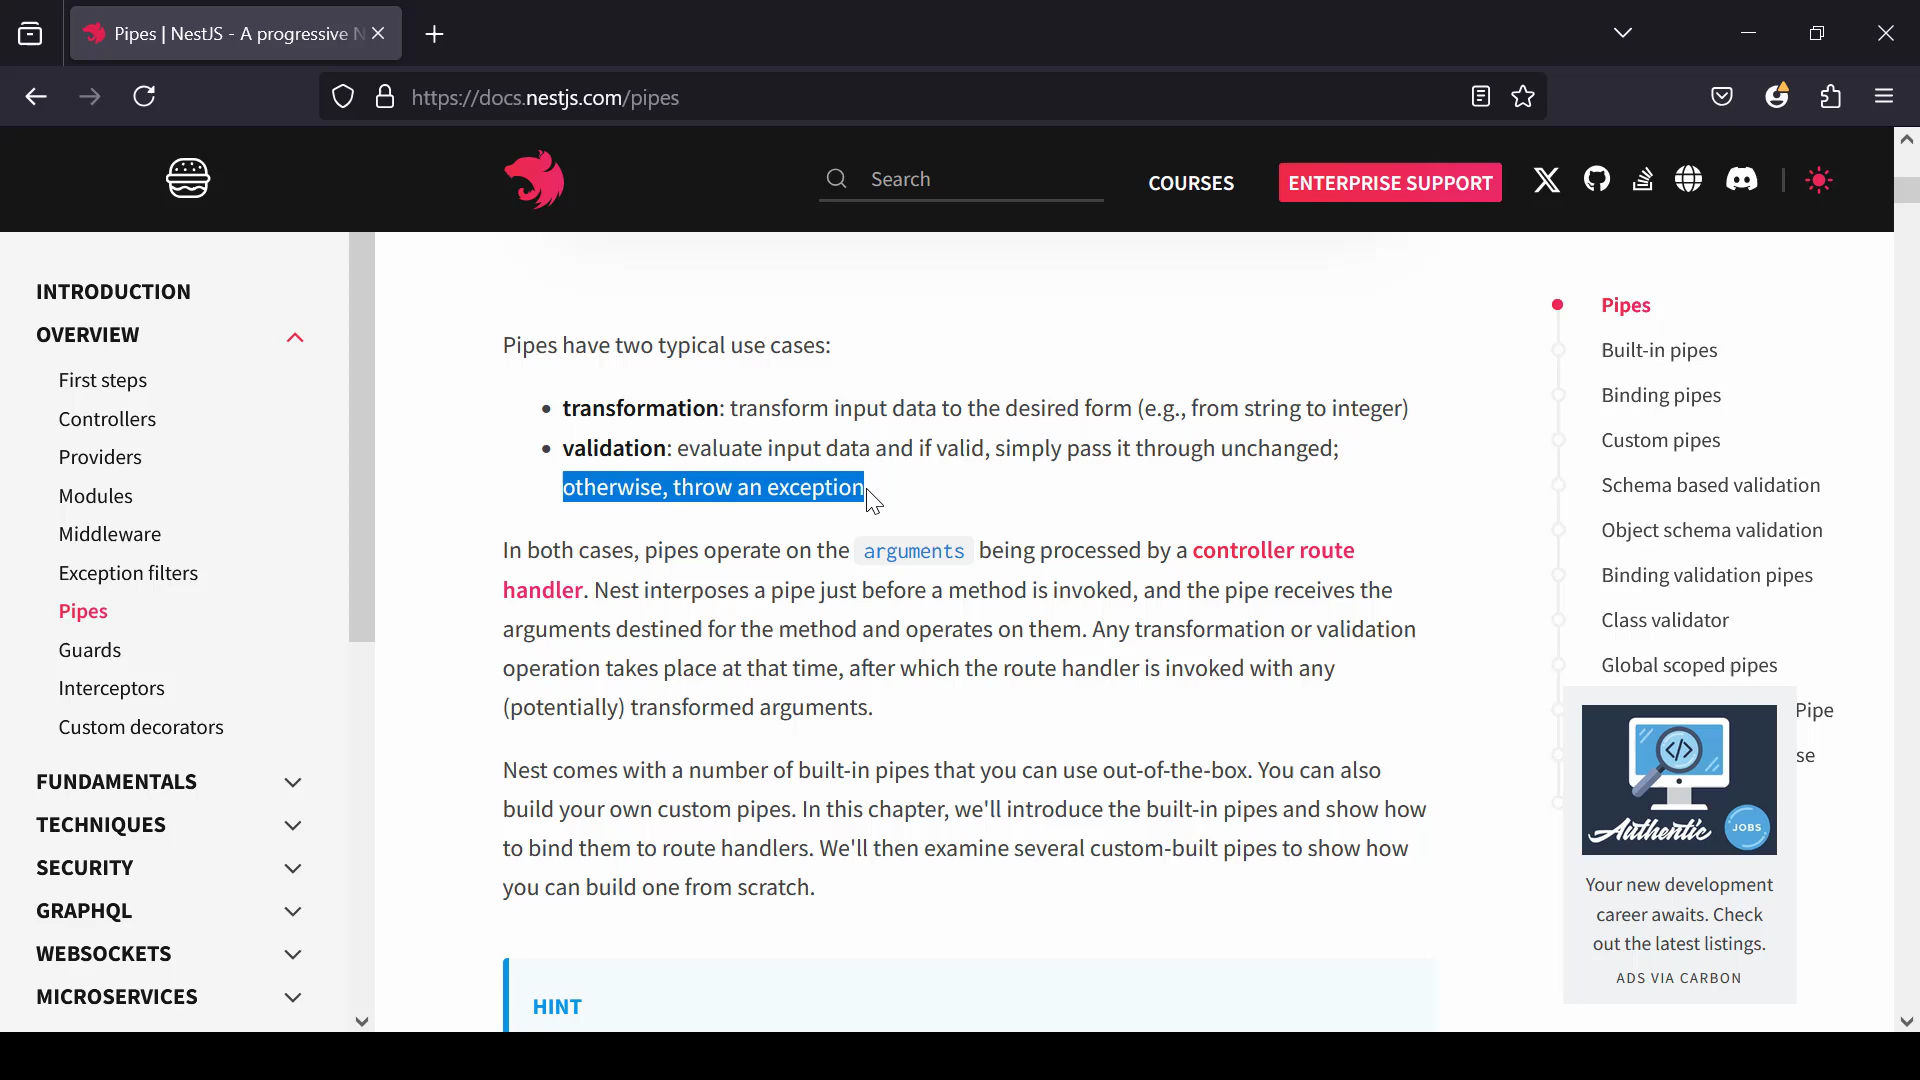 Pipes | NestJS - A progressive N
https://docs.nestjs.com/pipes
Search
COURSES
ENTERPRISE SUPPORT
INTRODUCTION
OVERVIEW
First steps
Controllers
Providers
Modules
Middleware
Exception filters
Pipes
Guards
Interceptors
Custom decorators
FUNDAMENTALS
TECHNIQUES
SECURITY
GRAPHQL
WEBSOCKETS
MICROSERVICES
Pipes have two typical use cases:
• transformation: transform input data to the desired form (e.g., from string to integer)
• validation: evaluate input data and if valid, simply pass it through unchanged;
otherwise, throw an exception
In both cases, pipes operate on the arguments being processed by a controller route
handler. Nest interposes a pipe just before a method is invoked, and the pipe receives the
arguments destined for the method and operates on them. Any transformation or validation
operation takes place at that time, after which the route handler is invoked with any
(potentially) transformed arguments.
Nest comes with a number of built-in pipes that you can use out-of-the-box. You can also
build your own custom pipes. In this chapter, we'll introduce the built-in pipes and show how
to bind them to route handlers. We'll then examine several custom-built pipes to show how
you can build one from scratch.
HINT
Pipes
Built-in pipes
Binding pipes
Custom pipes
Schema based validation
Object schema validation
Binding validation pipes
Class validator
Global scoped pipes
Pipe
se
</>
Authentic JOBS
Your new development
career awaits. Check
out the latest listings.
ADS VIA CARBON